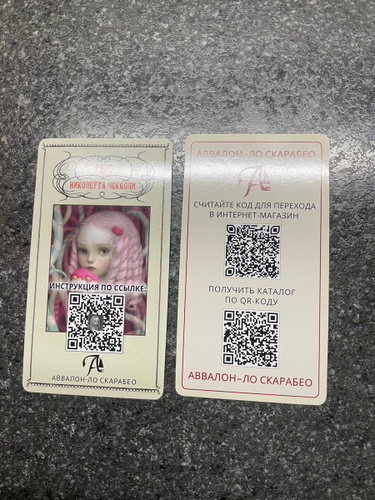 ТАРО
НИКОЛЕТТА ЧЕККОЛИ
ИНСТРУКЦИЯ ПО ССЫЛКЕ:
А
АВВАЛОН-ЛО СКАРАБЕО
АВВАЛОН-ЛО СКАРАБЕО
А
СЧИТАЙТЕ КОД ДЛЯ ПЕРЕХОДА
В ИНТЕРНЕТ-МАГАЗИН
ПОЛУЧИТЬ КАТАЛОГ
ПО QR-КОДУ
АВВАЛОН–ЛО СКАРАБЕО